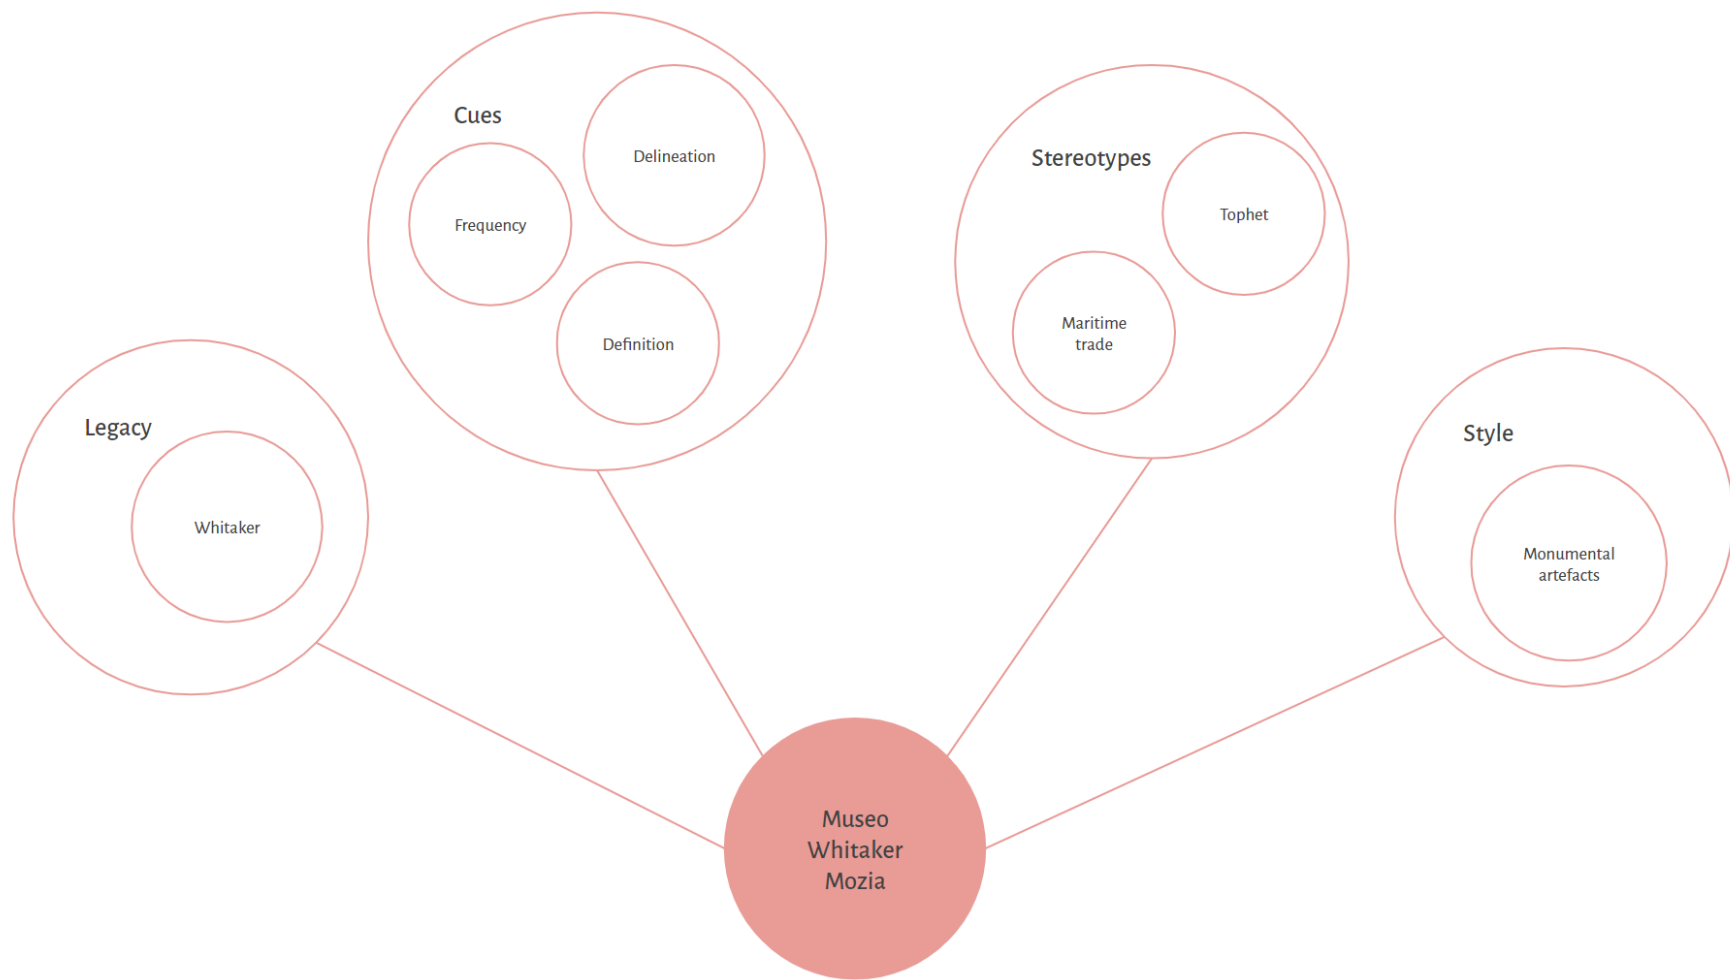 Cues
Delineation
Frequency
Definition
Stereotypes
Tophet
Maritime
trade
Legacy
Whitaker
Style
Monumental
artefacts
Museo
Whitaker
Mozia